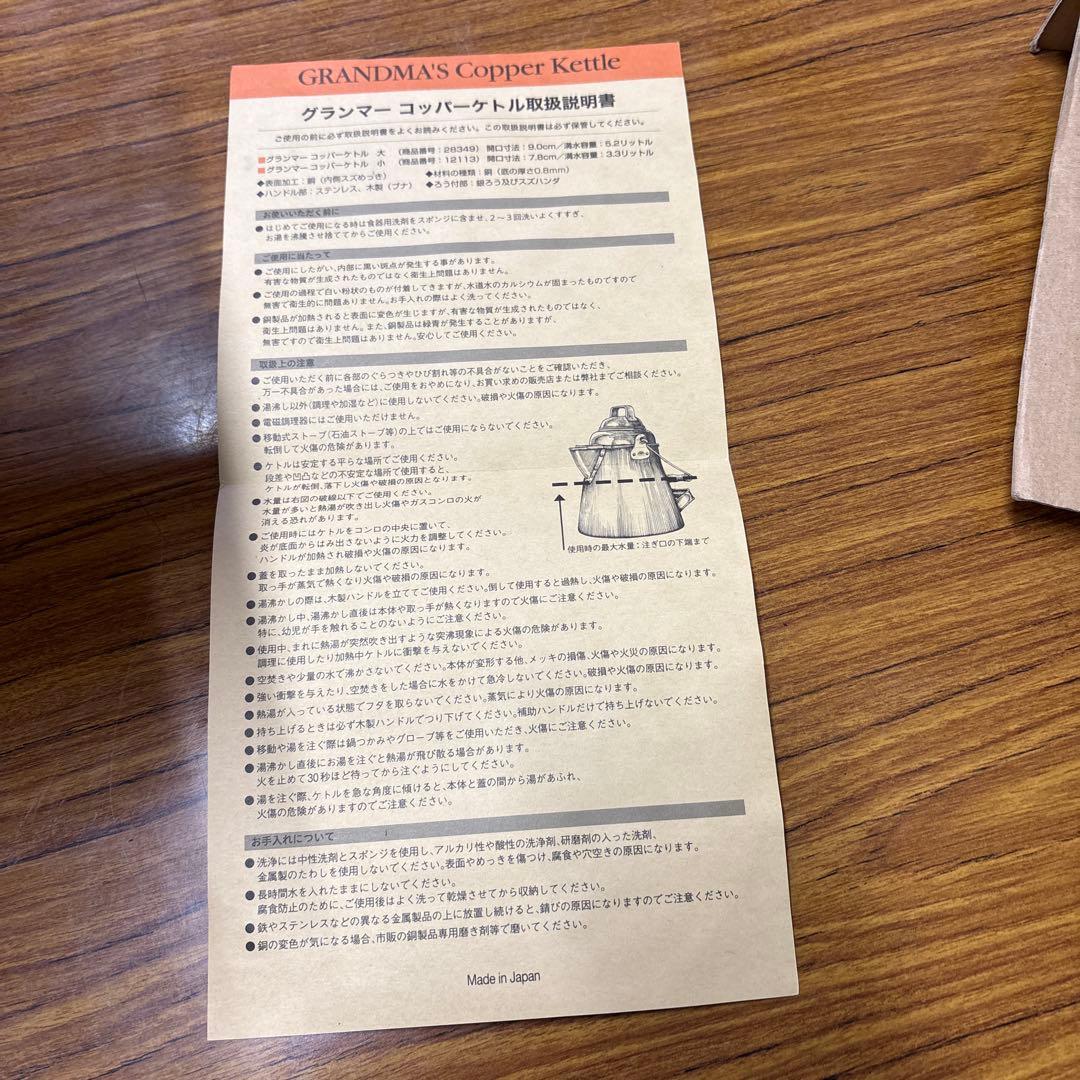 GRANDMA'S Copper Kettle
グランマー コッパーケトル取扱説明書
ご使用の前に必ず取扱説明書をよくお読みください。この取扱説明書は必ず保管してください。
■グランマー コッパーケトル 大 (商品番号：28349) 開口寸法：9.0cm／満水容量：5.2リットル
■グランマー コッパーケトル 小 (商品番号：12113) 開口寸法：7.8cm／満水容量：3.3リットル
◆表面加工：銅（内側スズめっき） ◆材料の種類：銅（底の厚さ0.8mm）
◆ハンドル部：ステンレス、木製（ブナ） ◆ろう付部：銀ろう及びスズハンダ
お使いいただく前に
●はじめてご使用になる時は食器用洗剤をスポンジに含ませ、2～3回洗いよくすすぎ、
お湯を沸騰させ捨ててからご使用ください。
ご使用に当たって
●ご使用にしたがい、内部に黒い斑点が発生する事があります。
有害な物質が生成されたものではなく衛生上問題はありません。
●ご使用の過程で白い粉状のものが付着してきますが、水道水のカルシウムが固まったものですので
無害で衛生的に問題ありません。お手入れの際はよく洗ってください。
●銅製品が加熱されると表面に変色が生じますが、有害な物質が生成されたものではなく、
衛生上問題はありません。また、銅製品は緑青が発生することがありますが、
無害ですので衛生上問題はありません。安心してご使用ください。
取扱上の注意
●ご使用いただく前に各部のぐらつきやひび割れ等の不具合がないことをご確認いただき、
万一不具合があった場合には、ご使用をおやめになり、お買い求めの販売店または弊社までご相談ください。
●湯沸し以外（調理や加湿など）に使用しないでください。破損や火傷の原因になります。
●電磁調理器にはご使用いただけません。
●移動式ストーブ（石油ストーブ等）の上ではご使用にならないでください。
転倒して火傷の危険があります。
●ケトルは安定する平らな場所でご使用ください。
段差や凹凸などの不安定な場所で使用すると、
ケトルが転倒、落下し火傷や破損の原因となります。
●水量は右図の破線以下でご使用ください。
水量が多いと熱湯が吹き出し火傷やガスコンロの火が
消える恐れがあります。
●ご使用時にはケトルをコンロの中央に置いて、
炎が底面からはみ出さないように火力を調整してください。
ハンドルが加熱され破損や火傷の原因になります。
使用時の最大水量：注ぎ口の下端まで
●蓋を取ったまま加熱しないでください。
取っ手が蒸気で熱くなり火傷や破損の原因になります。
●湯沸かしの際は、木製ハンドルを立ててご使用ください。倒して使用すると過熱し、火傷や破損の原因になります。
●湯沸かし中、湯沸かし直後は本体や取っ手が熱くなりますので火傷にご注意ください。
特に、幼児が手を触れることのないようにご注意ください。
●使用中、まれに熱湯が突然吹き出すような突沸現象による火傷の危険があります。
調理に使用したり加熱中ケトルに衝撃を与えないでください。
●空焚きや少量の水で沸かさないでください。本体が変形する他、メッキの損傷、火傷や火災の原因になります。
●強い衝撃を与えたり、空焚きをした場合に水をかけて急冷しないでください。破損や火傷の原因になります。
●熱湯が入っている状態でフタを取らないでください。蒸気により火傷の原因になります。
●持ち上げるときは必ず木製ハンドルでつり下げてください。補助ハンドルだけで持ち上げないでください。
●移動や湯を注ぐ際は鍋つかみやグローブ等をご使用いただき、火傷にご注意ください。
●湯沸かし直後にお湯を注ぐと熱湯が飛び散る場合があります。
火を止めて30秒ほど待ってから注ぐようにしてください。
●湯を注ぐ際、ケトルを急な角度に傾けると、本体と蓋の間から湯があふれ、
火傷の危険がありますのでご注意ください。
お手入れについて
●洗浄には中性洗剤とスポンジを使用し、アルカリ性や酸性の洗浄剤、研磨剤の入った洗剤、
金属製のたわしを使用しないでください。表面やめっきを傷つけ、腐食や穴空きの原因になります。
●長時間水を入れたままにしないでください。
腐食防止のために、ご使用後はよく洗って乾燥させてから収納してください。
●鉄やステンレスなどの異なる金属製品の上に放置し続けると、錆びの原因になりますのでご注意ください。
●銅の変色が気になる場合、市販の銅製品専用磨き剤等で磨いてください。
Made in Japan